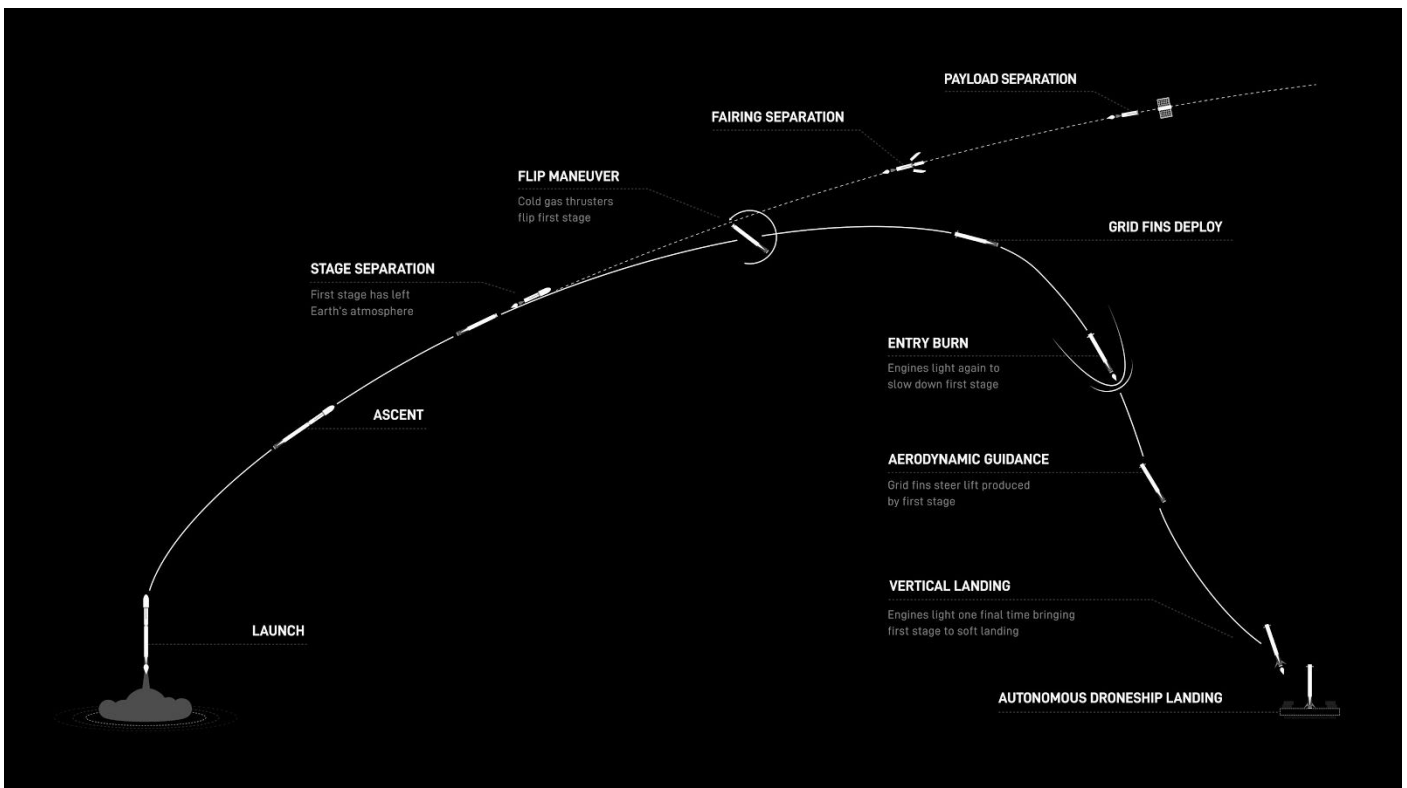 PAYLOAD SEPARATION
FAIRING SEPARATION
FLIP MANEUVER
Cold gas thrusters
flip first stage
GRID FINS DEPLOY
STAGE SEPARATION
First stage has left
Earth's atmosphere
ENTRY BURN
Engines light again to
slow down first stage
ASCENT
AERODYNAMIC GUIDANCE
Grid fins steer lift produced
by first stage
VERTICAL LANDING
Engines light one final time bringing
first stage to soft landing
LAUNCH
AUTONOMOUS DRONESHIP LANDING